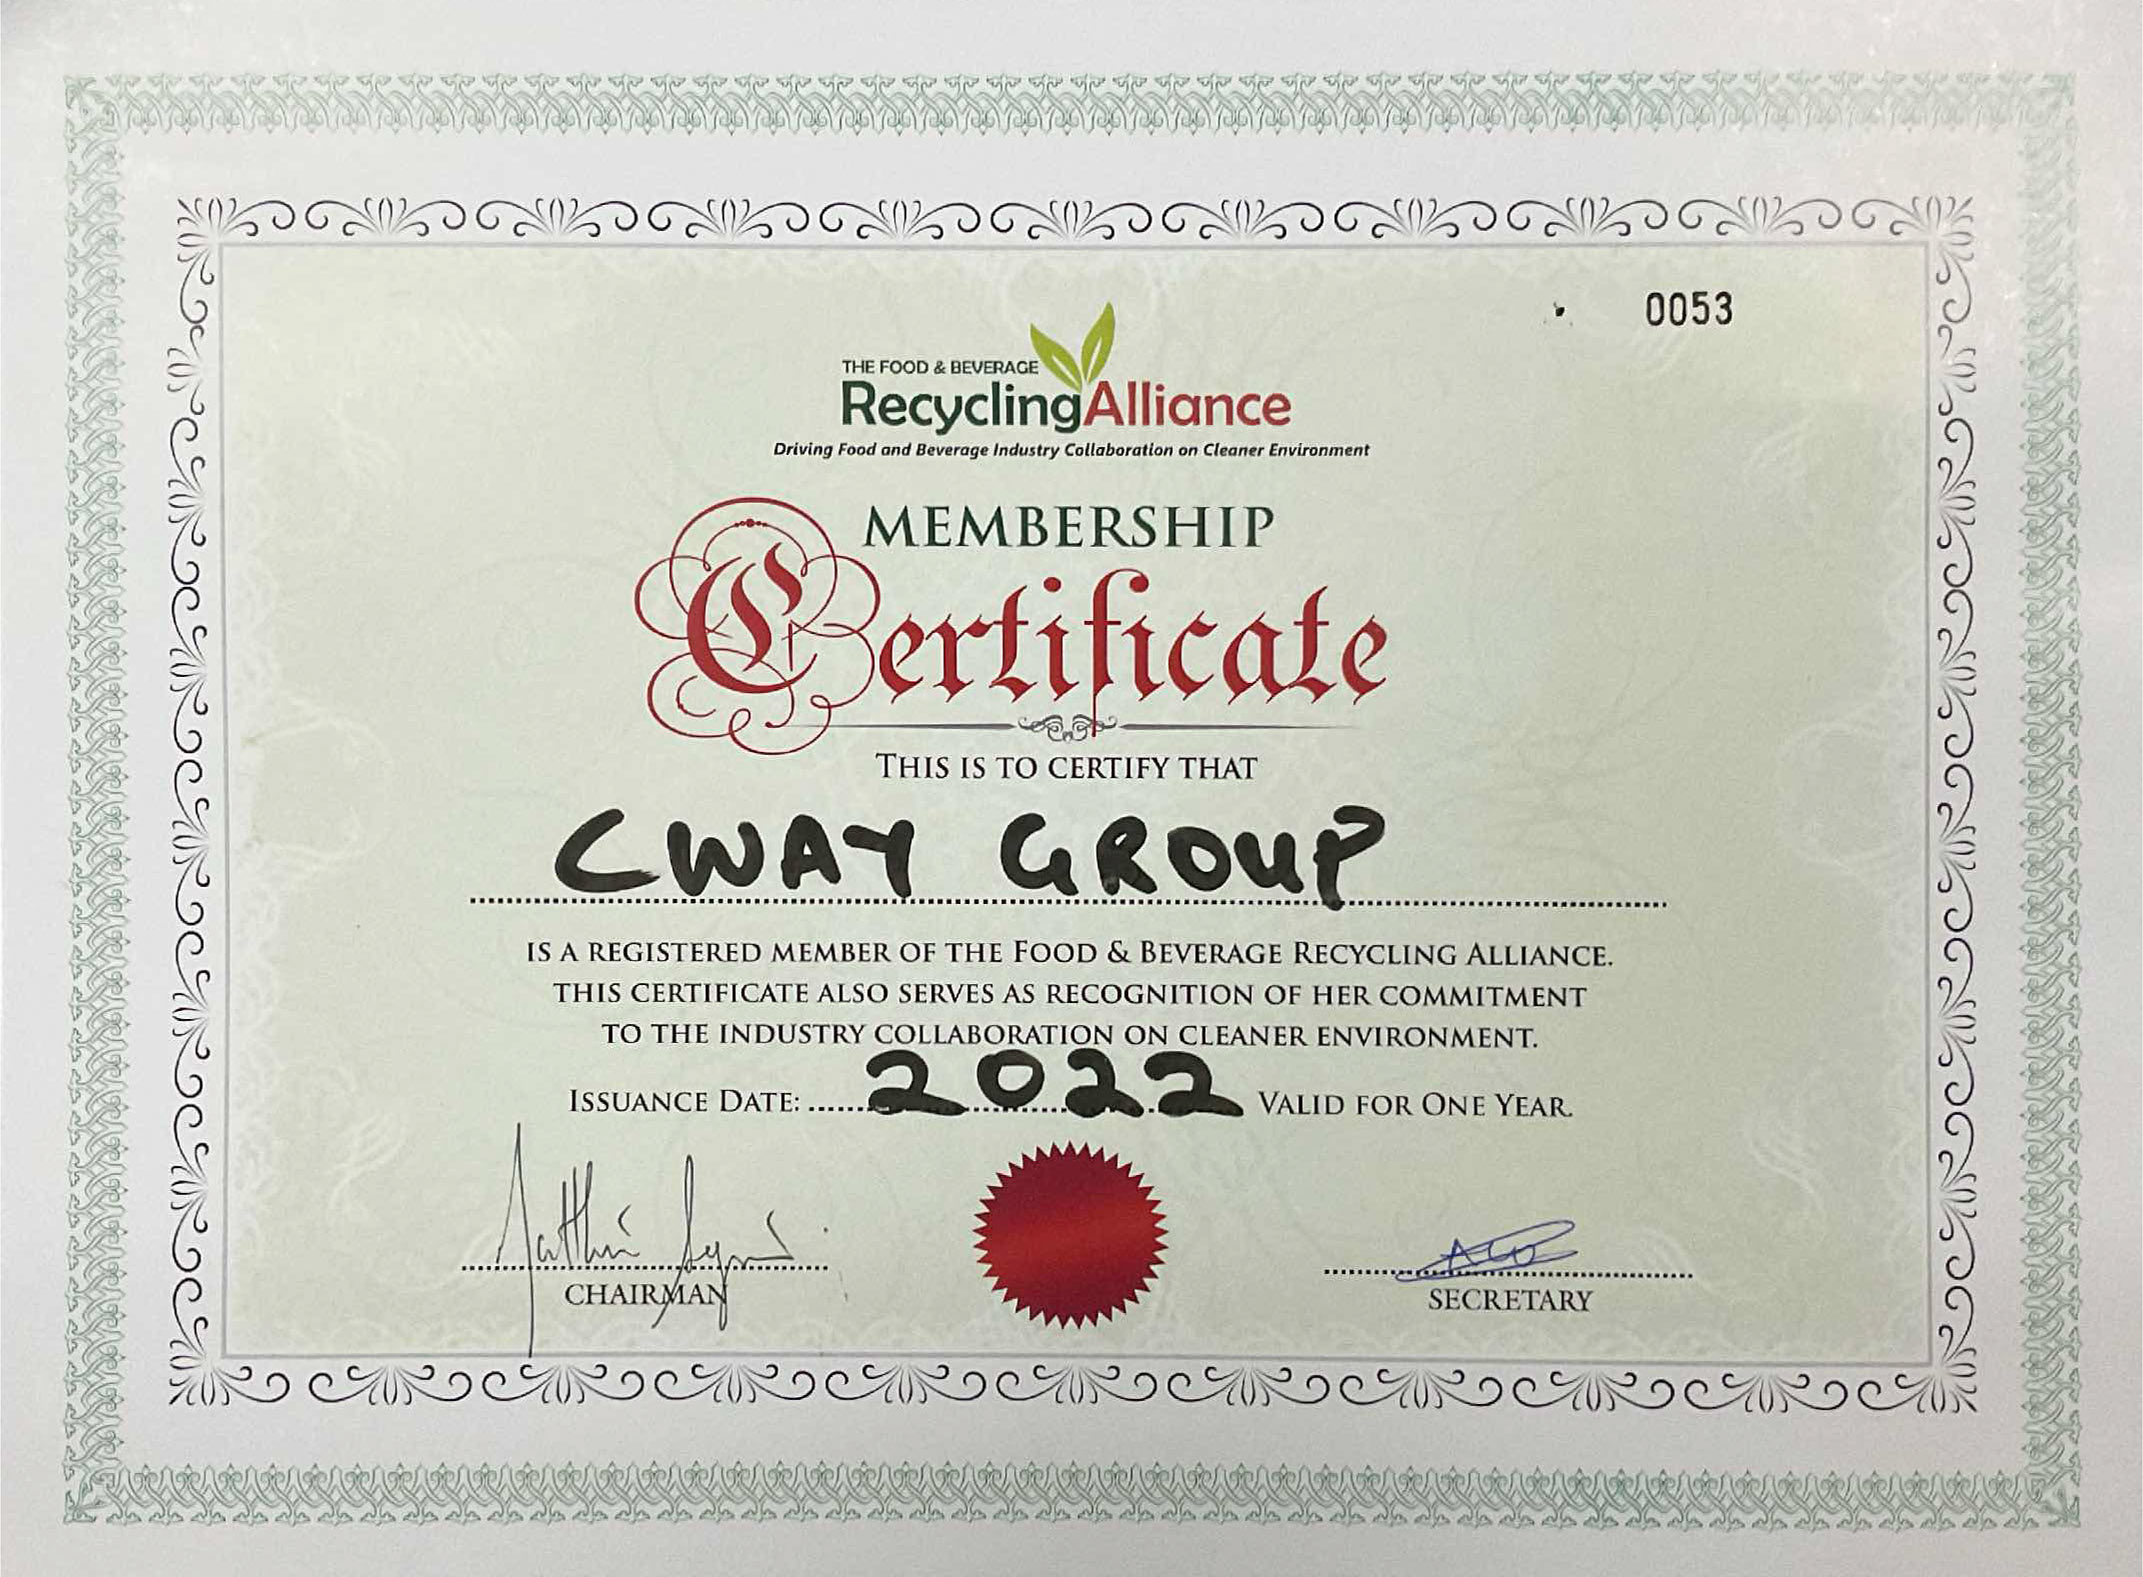 0053
THE FOOD & BEVERAGE
RecyclingAlliance
Driving Food and Beverage Industry Collaboration on Cleaner Environment
MEMBERSHIP
Certificate
THIS IS TO CERTIFY THAT
CWAY GROUP
IS A REGISTERED MEMBER OF THE FOOD & BEVERAGE RECYCLING ALLIANCE.
THIS CERTIFICATE ALSO SERVES AS RECOGNITION OF HER COMMITMENT
TO THE INDUSTRY COLLABORATION ON CLEANER ENVIRONMENT.
ISSUANCE DATE: 2022 VALID FOR ONE YEAR.
CHAIRMAN
SECRETARY